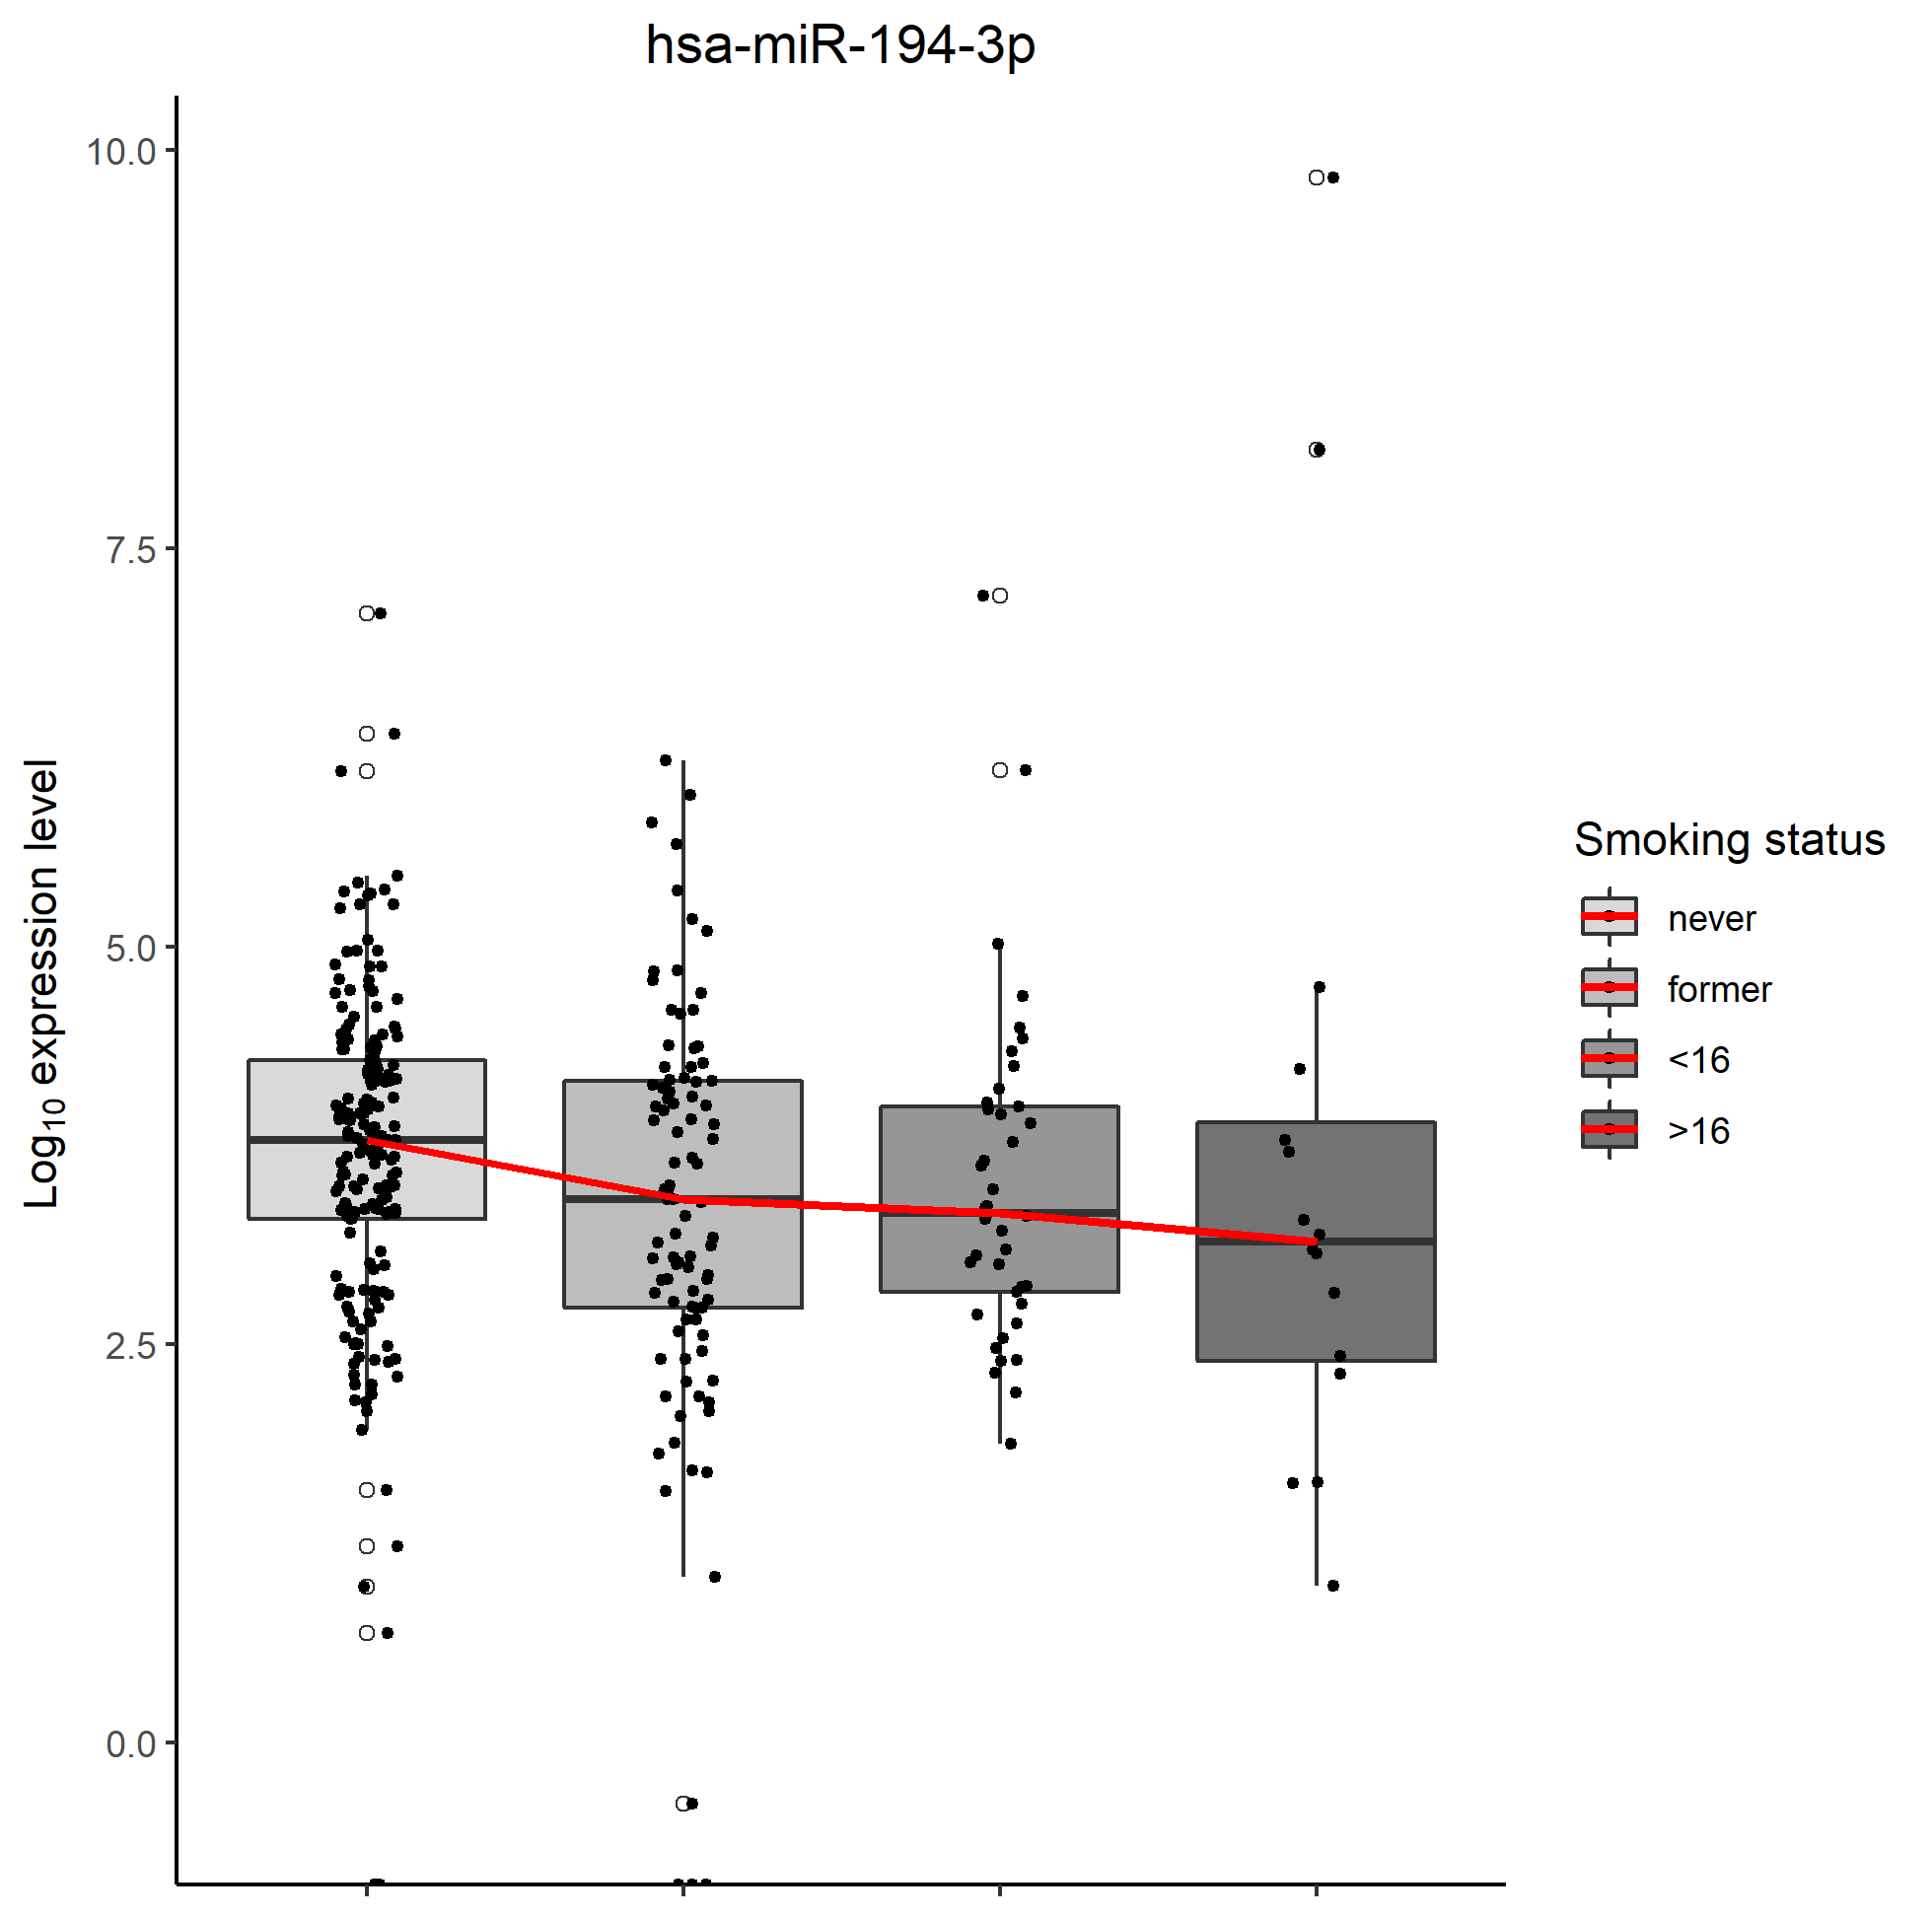 hsa-miR-194-3p
10.0
7.5
5.0
2.5
0.0
Log₁₀ expression level
Smoking status
never
former
<16
>16